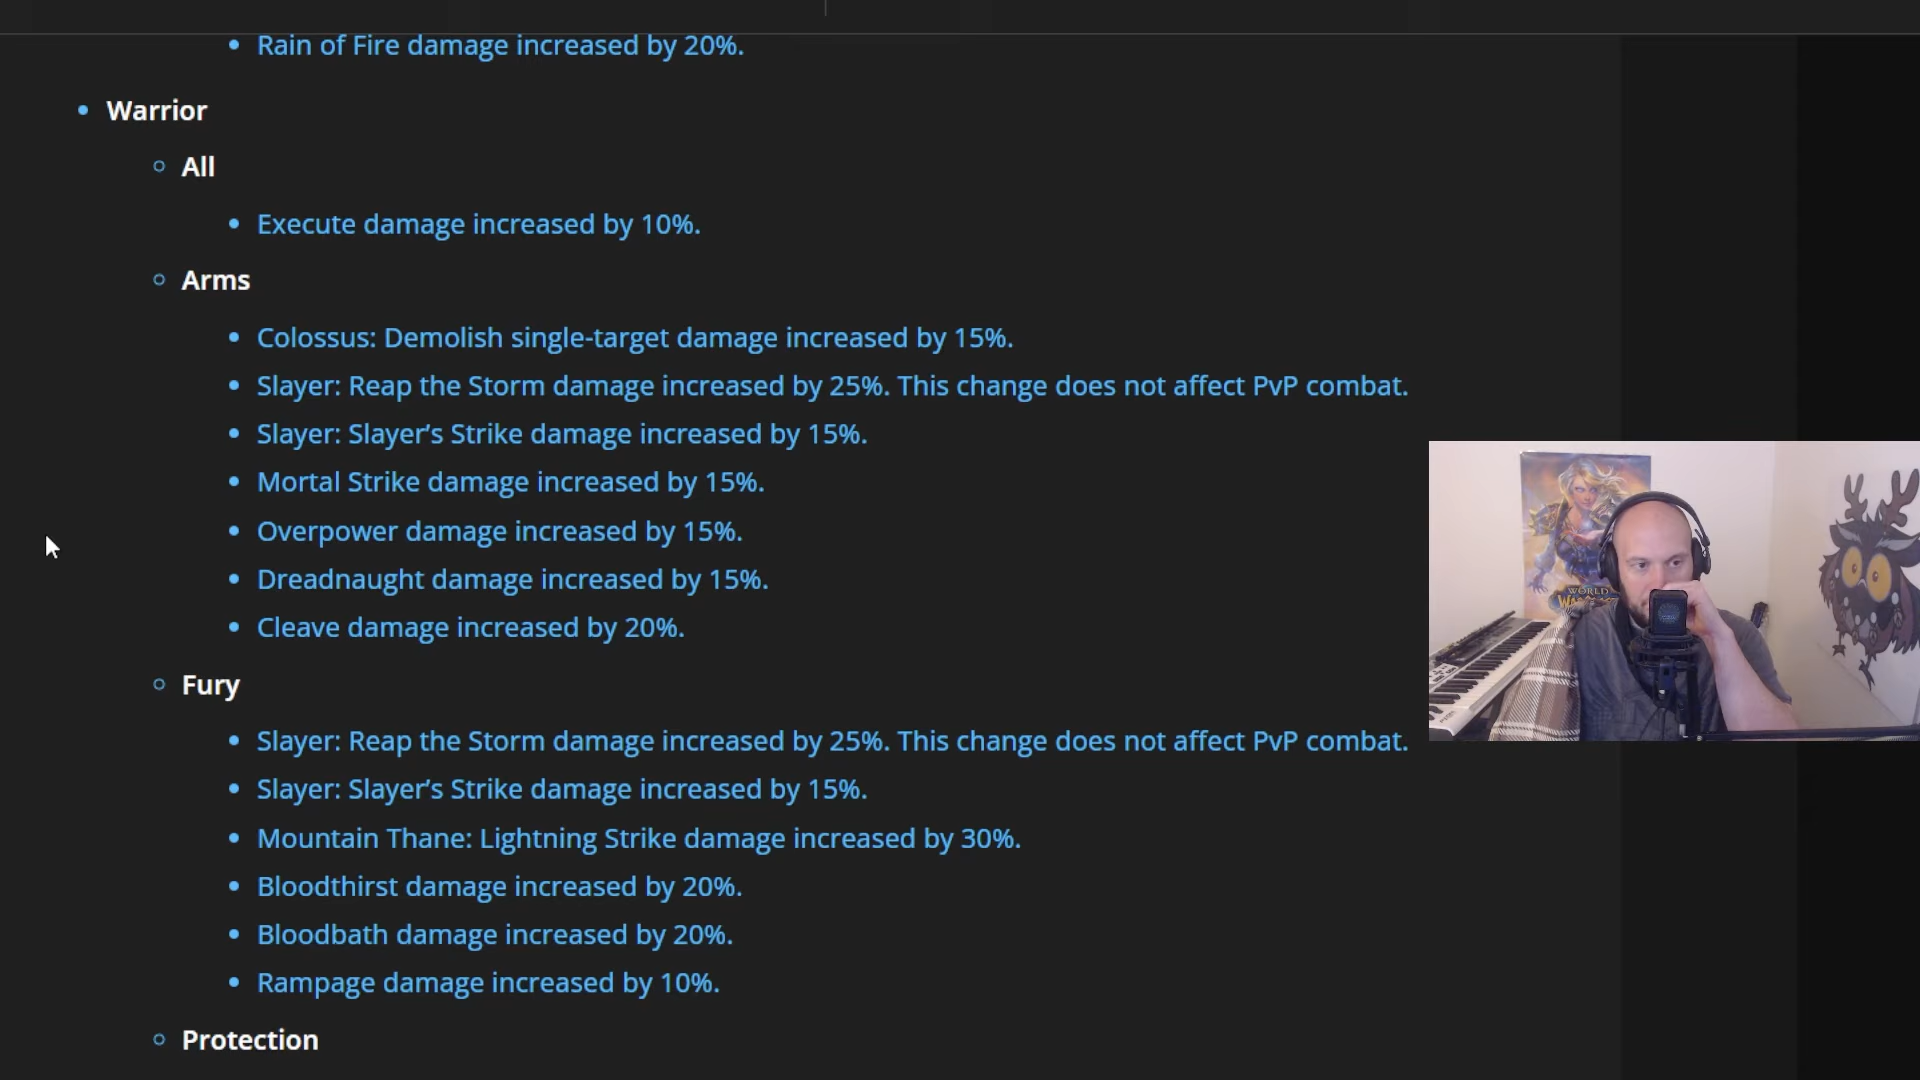 Rain of Fire damage increased by 20%.
Warrior
All
Execute damage increased by 10%.
Arms
Colossus: Demolish single-target damage increased by 15%.
Slayer: Reap the Storm damage increased by 25%. This change does not affect PvP combat.
Slayer: Slayer’s Strike damage increased by 15%.
Mortal Strike damage increased by 15%.
Overpower damage increased by 15%.
Dreadnaught damage increased by 15%.
Cleave damage increased by 20%.
Fury
Slayer: Reap the Storm damage increased by 25%. This change does not affect PvP combat.
Slayer: Slayer’s Strike damage increased by 15%.
Mountain Thane: Lightning Strike damage increased by 30%.
Bloodthirst damage increased by 20%.
Bloodbath damage increased by 20%.
Rampage damage increased by 10%.
Protection
WORLD